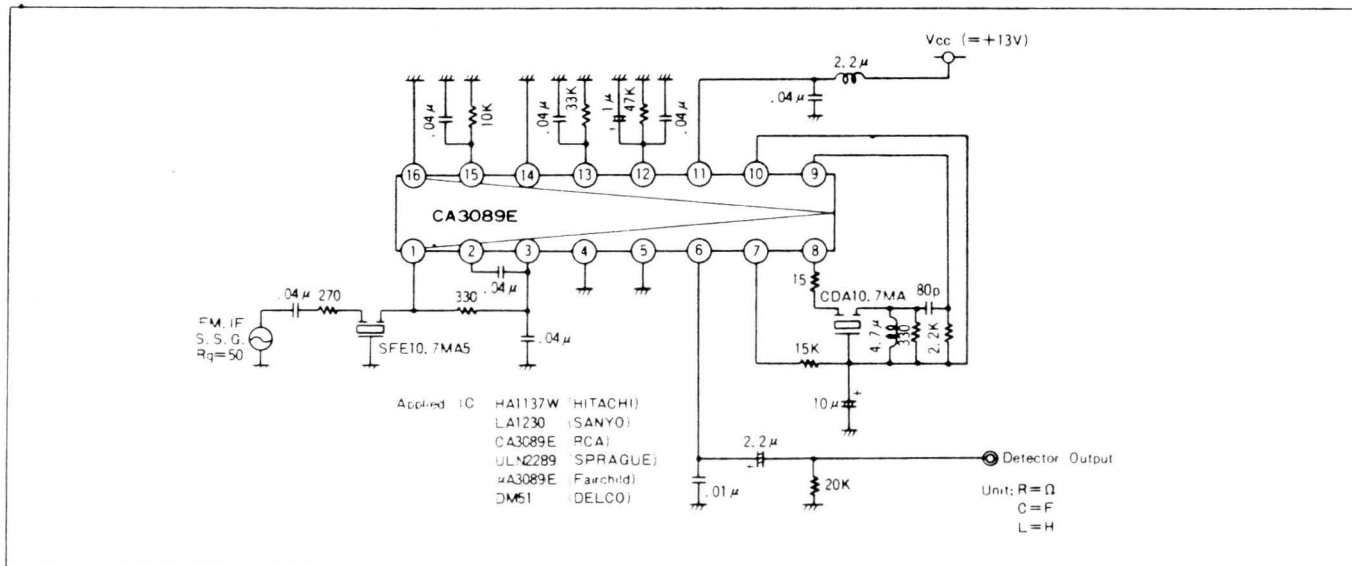 Vcc (=+13V)
2.2μ
.04μ
.04μ
10K
.04μ
33K
1μ
+
47K
.04μ
16 15 14 13 12 11 10 9
CA3089E
1 2 3 4 5 6 7 8
.04μ
15
CDA10.7MA
80p
.04μ 270
330
FM.IF
S.S.G.
Rg=50
SFE10.7MA5
.04μ
15K
4.7μ
330
2.2K
10μ
+
Applied IC HA1137W (HITACHI)
LA1230 (SANYO)
CA3089E (RCA)
ULN2289 (SPRAGUE)
μA3089E (Fairchild)
DM51 (DELCO)
2.2μ
+
.01μ
20K
Detector Output
Unit; R=Ω
C=F
L=H